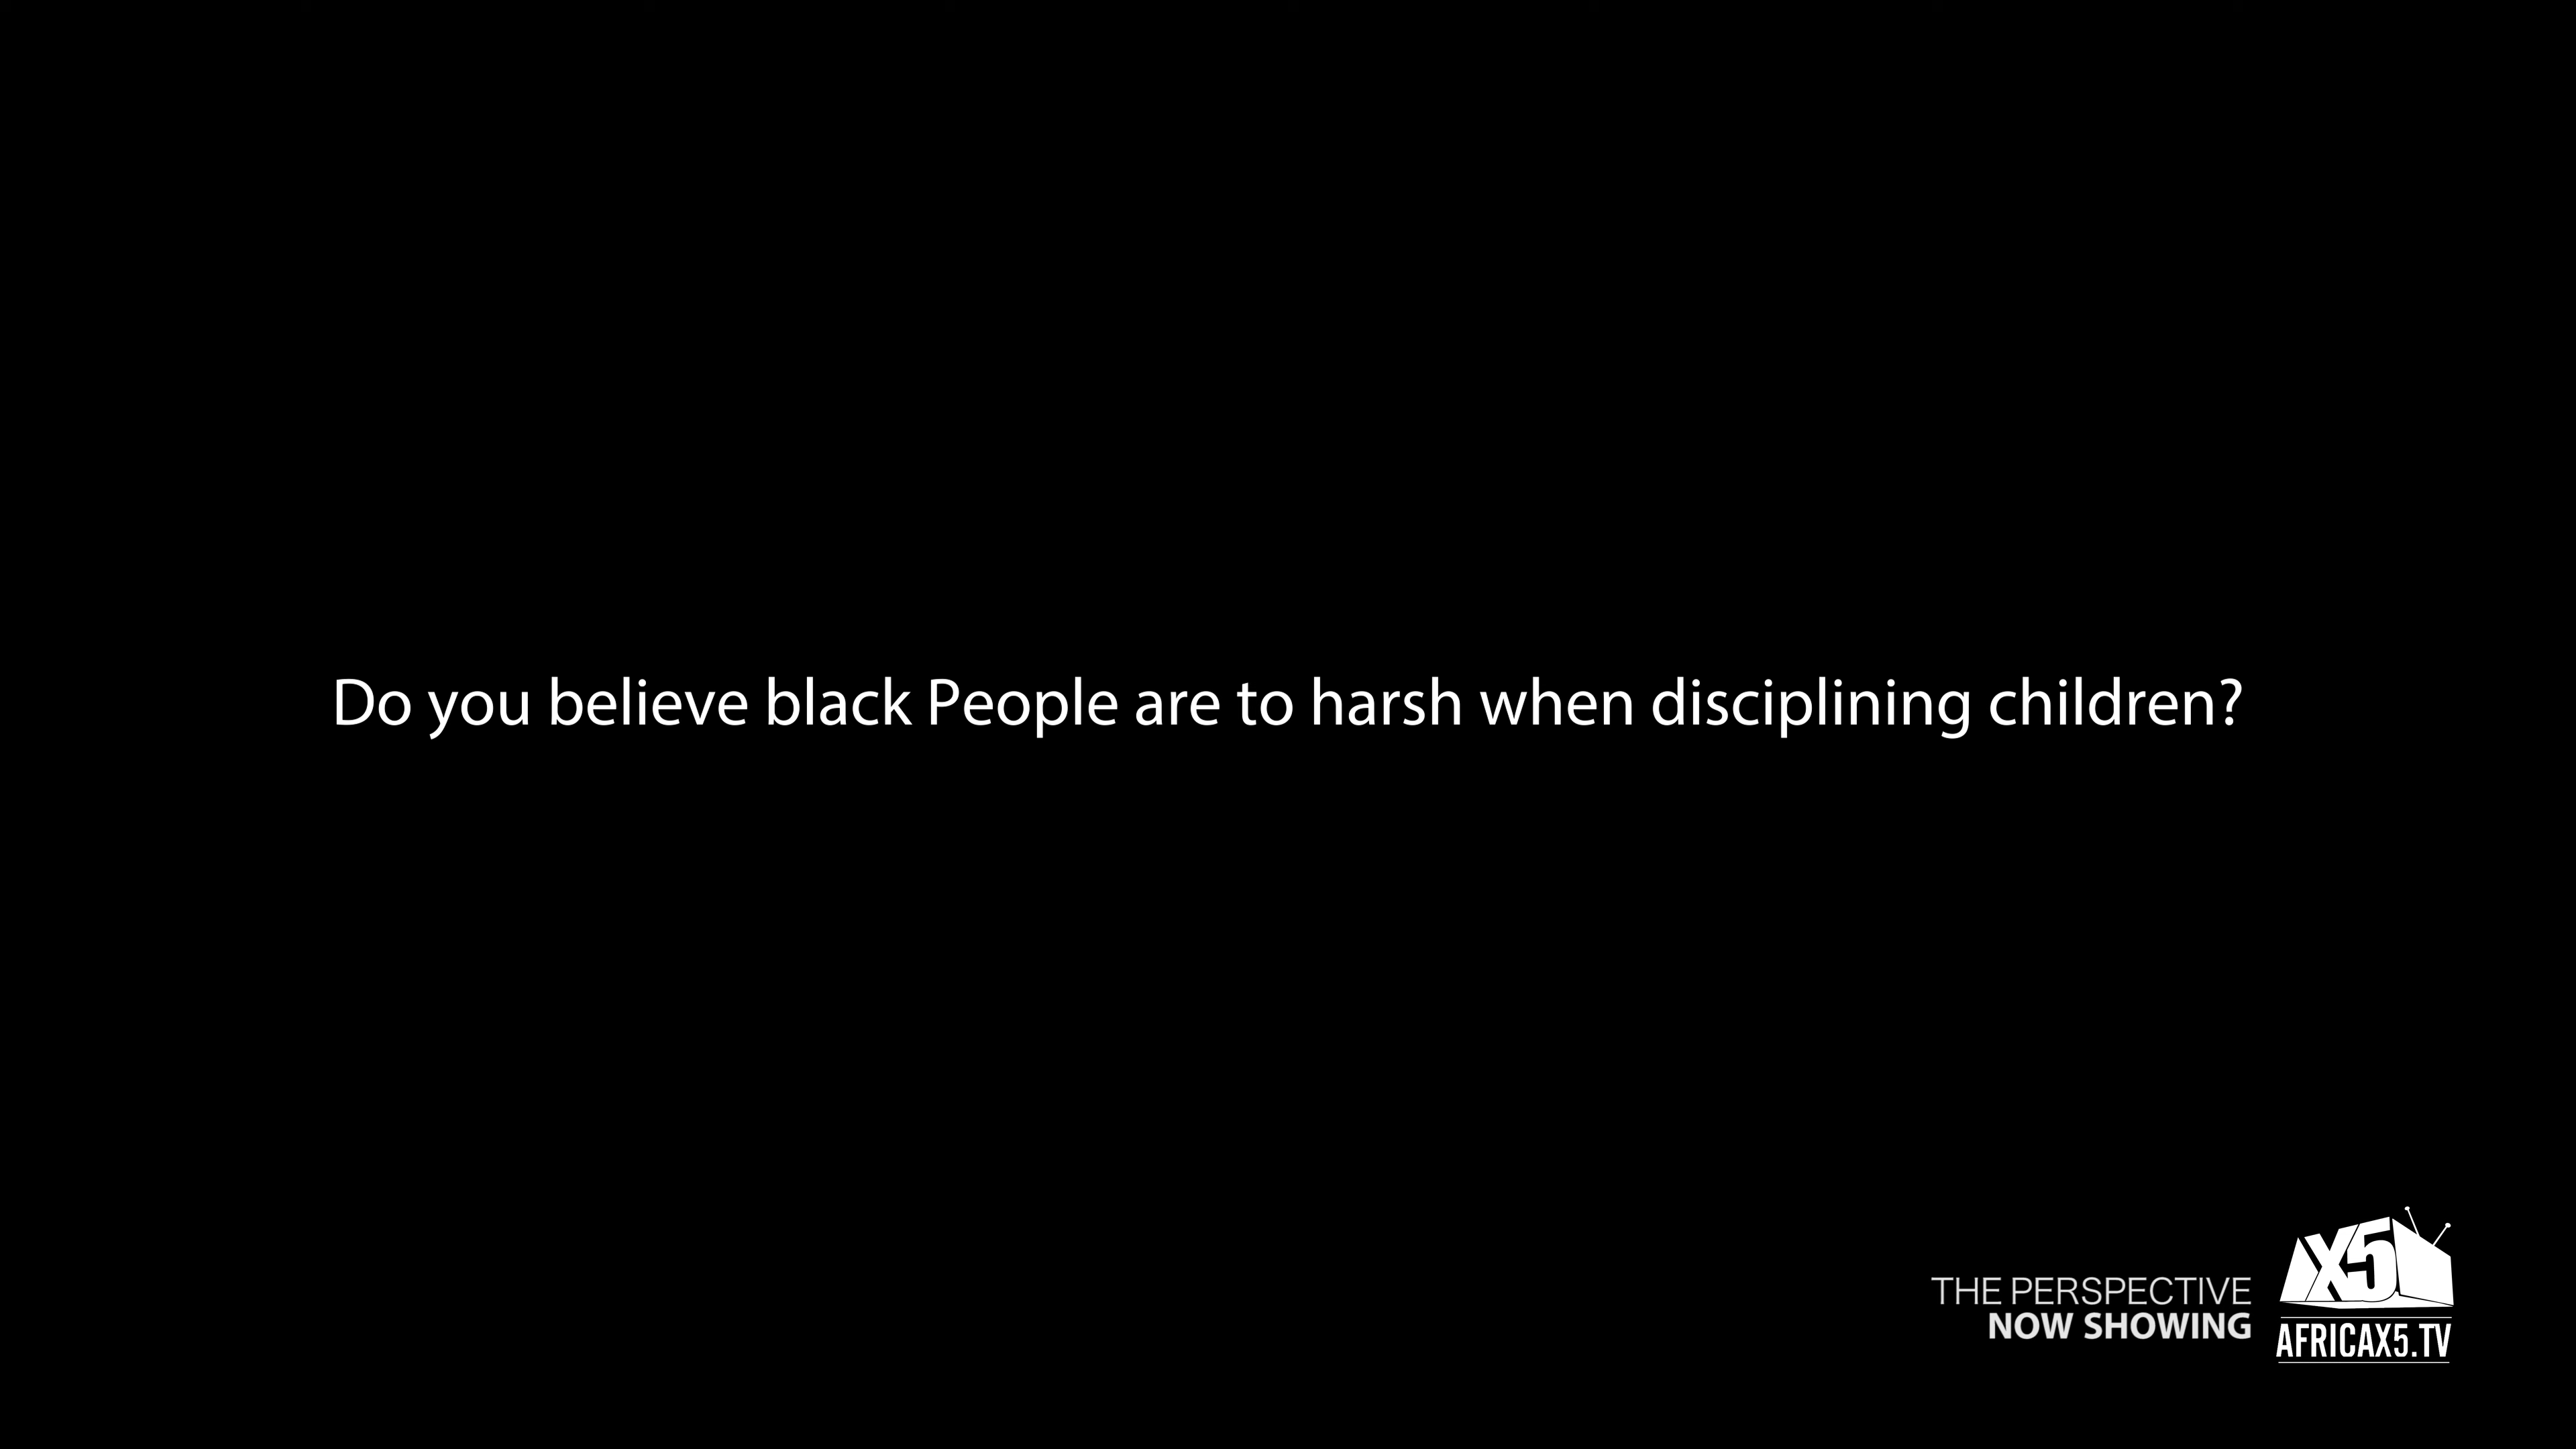 Do you believe black People are to harsh when disciplining children?
THE PERSPECTIVE
NOW SHOWING
X5
AFRICAX5.TV